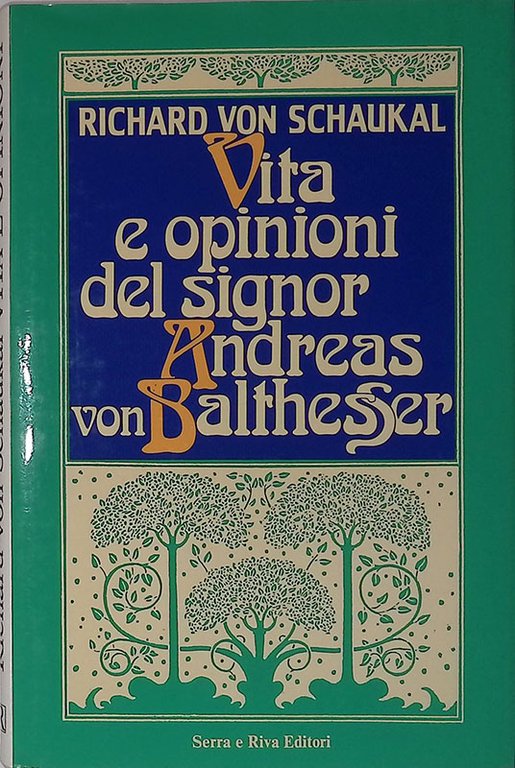 RICHARD VON SCHAUKAL
Vita
e opinioni
del signor
Andreas
von Balthesser
Serra e Riva Editori